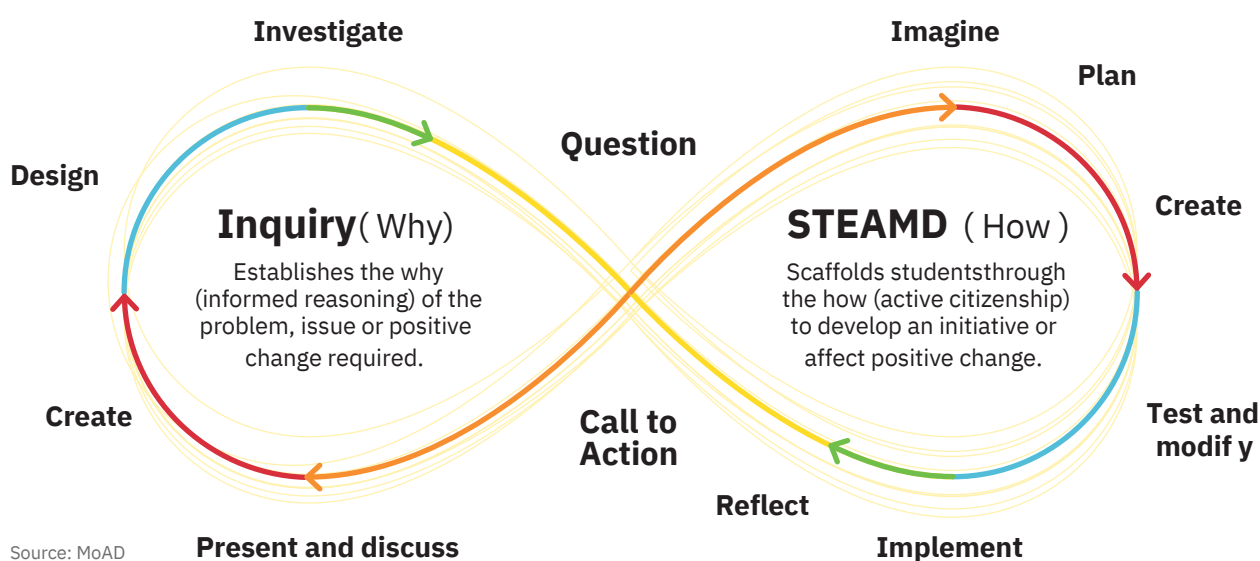 Investigate
Imagine
Plan
Question
Design
Create
Inquiry( Why)
Establishes the why
(informed reasoning) of the
problem, issue or positive
change required.
STEAMD ( How )
Scaffolds studentsthrough
the how (active citizenship)
to develop an initiative or
affect positive change.
Create
Call to
Action
Test and
modif y
Reflect
Present and discuss
Implement
Source: MoAD